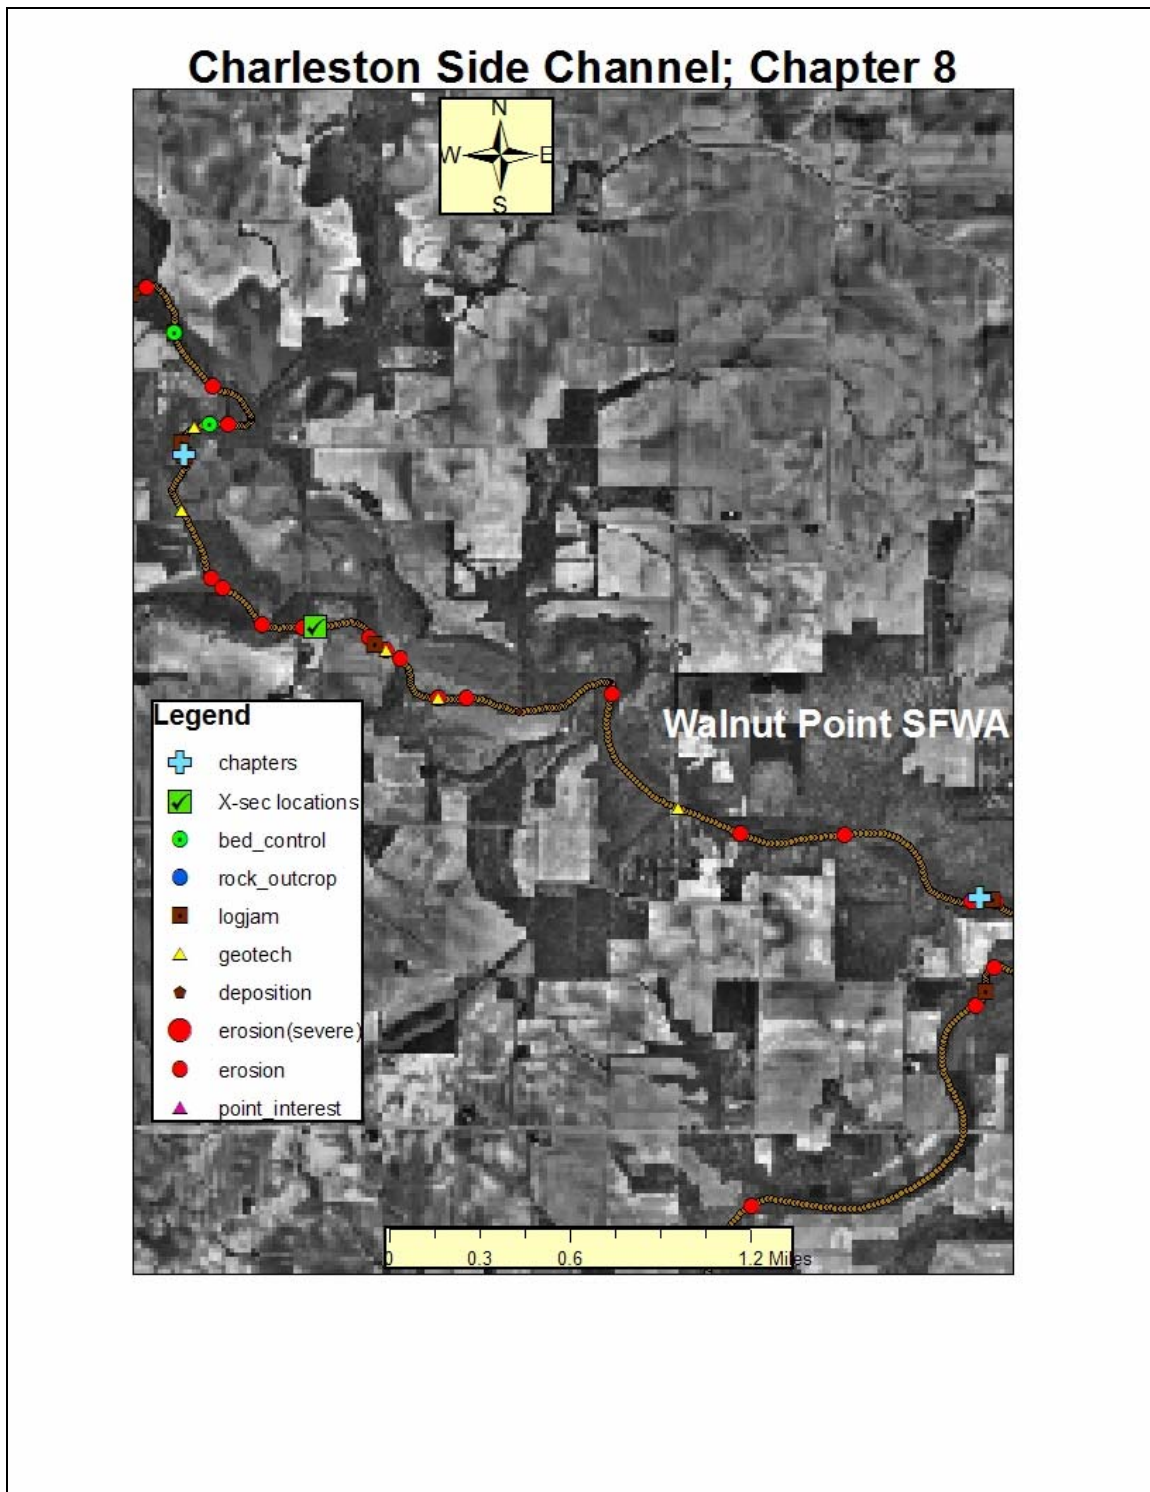 Charleston Side Channel; Chapter 8
N
W E
S
Walnut Point SFWA
Legend
chapters
X-sec locations
bed_control
rock_outcrop
logjam
geotech
deposition
erosion(severe)
erosion
point_interest
0 0.3 0.6 1.2 Miles